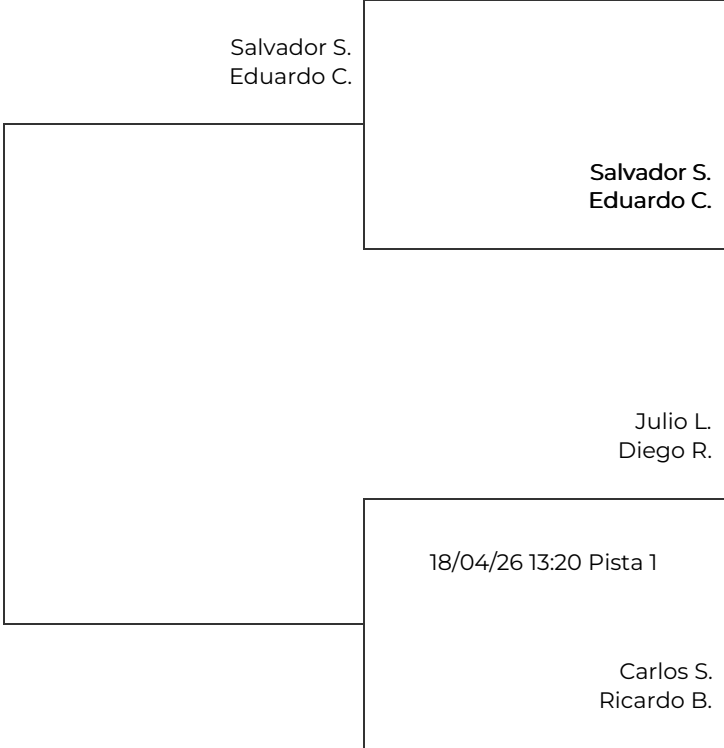 Salvador S.
Eduardo C.
Salvador S.
Eduardo C.
Julio L.
Diego R.
18/04/26 13:20 Pista 1
Carlos S.
Ricardo B.